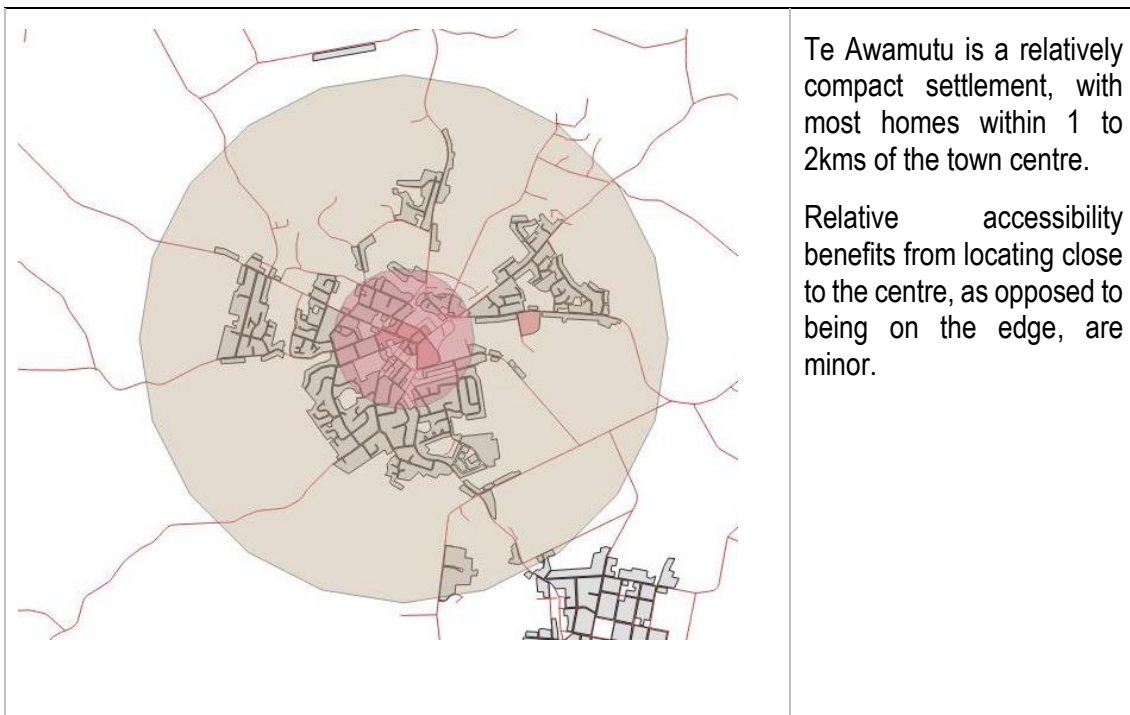 Te Awamutu is a relatively
compact settlement, with
most homes within 1 to
2kms of the town centre.
Relative accessibility
benefits from locating close
to the centre, as opposed to
being on the edge, are
minor.